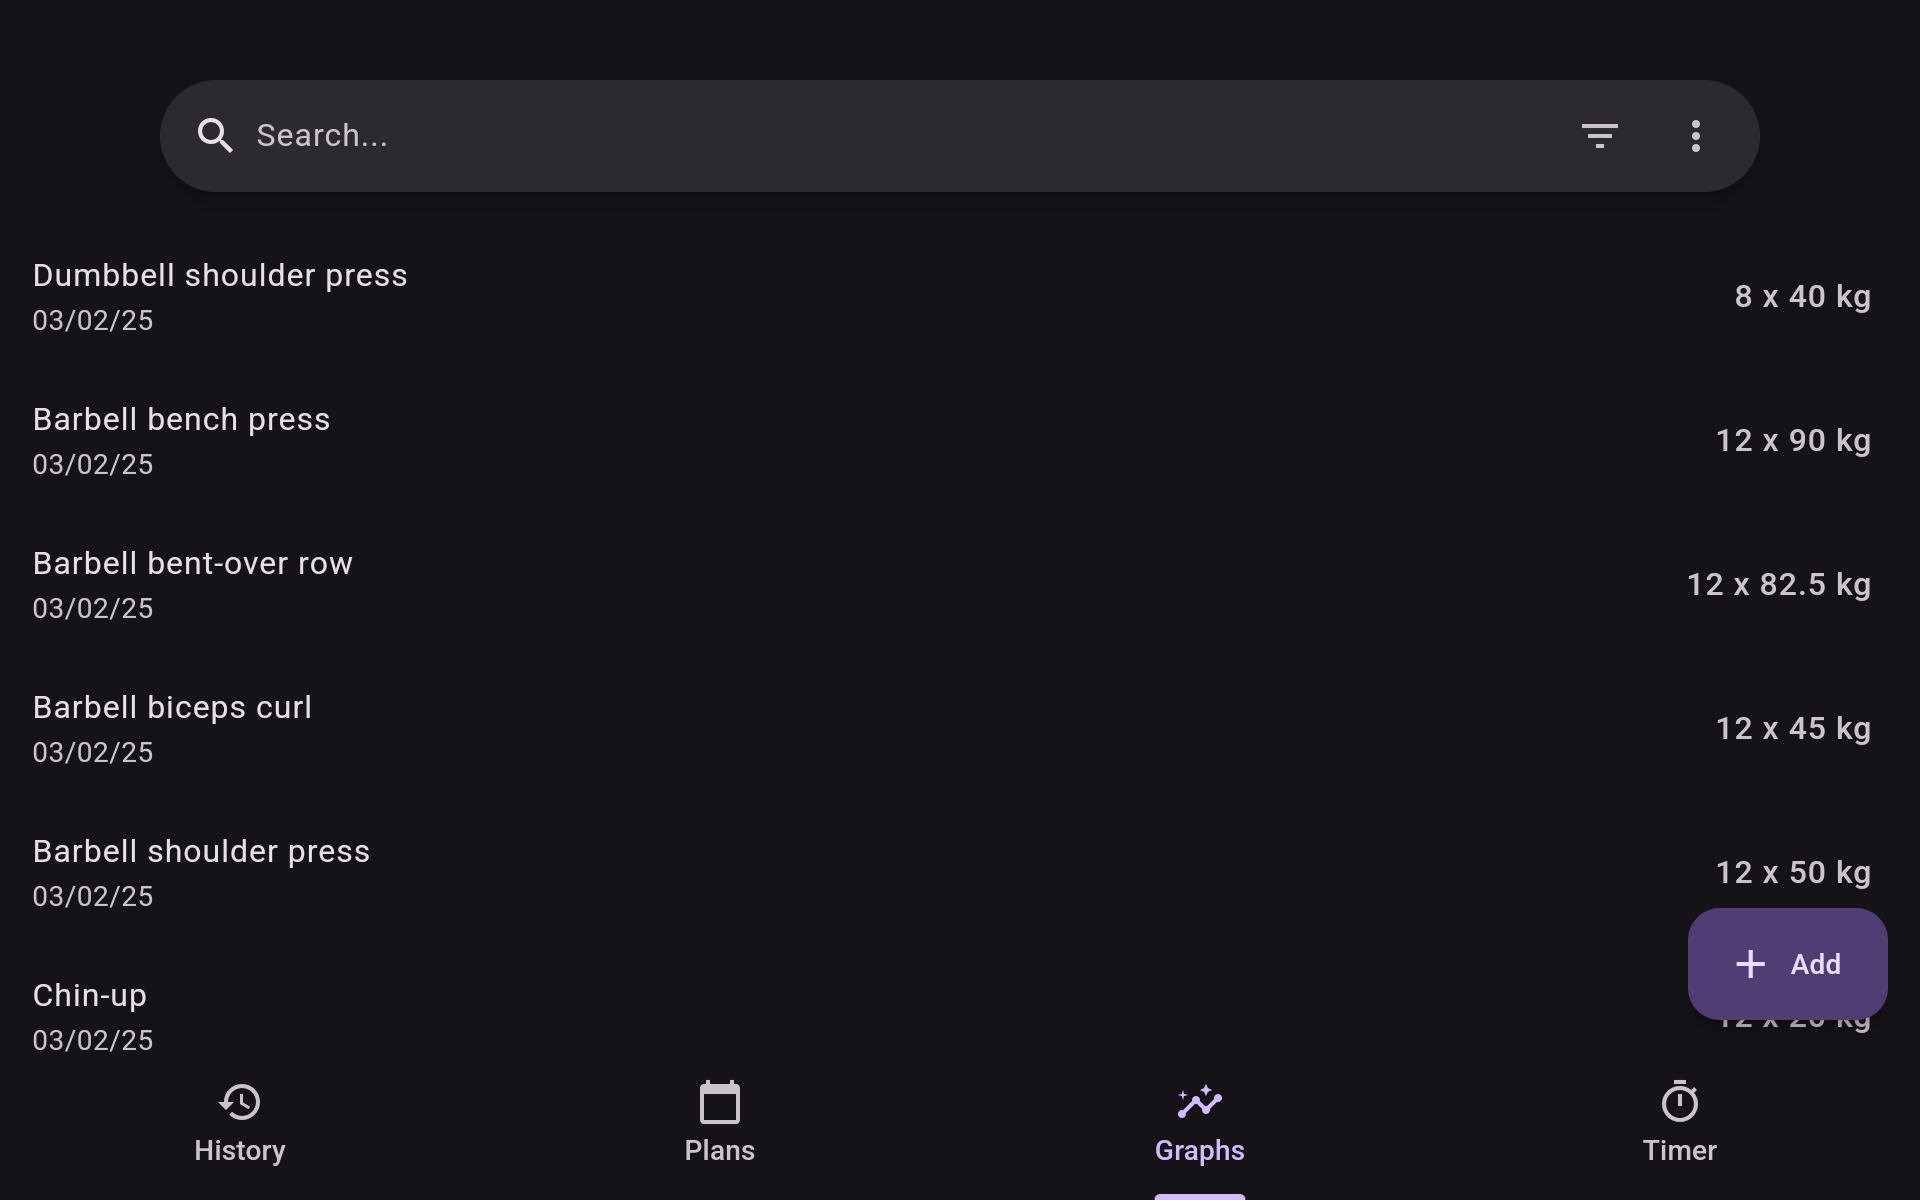 Search...
Dumbbell shoulder press
03/02/25
8 x 40 kg
Barbell bench press
03/02/25
12 x 90 kg
Barbell bent-over row
03/02/25
12 x 82.5 kg
Barbell biceps curl
03/02/25
12 x 45 kg
Barbell shoulder press
03/02/25
12 x 50 kg
Add
Chin-up
03/02/25
History
Plans
Graphs
Timer